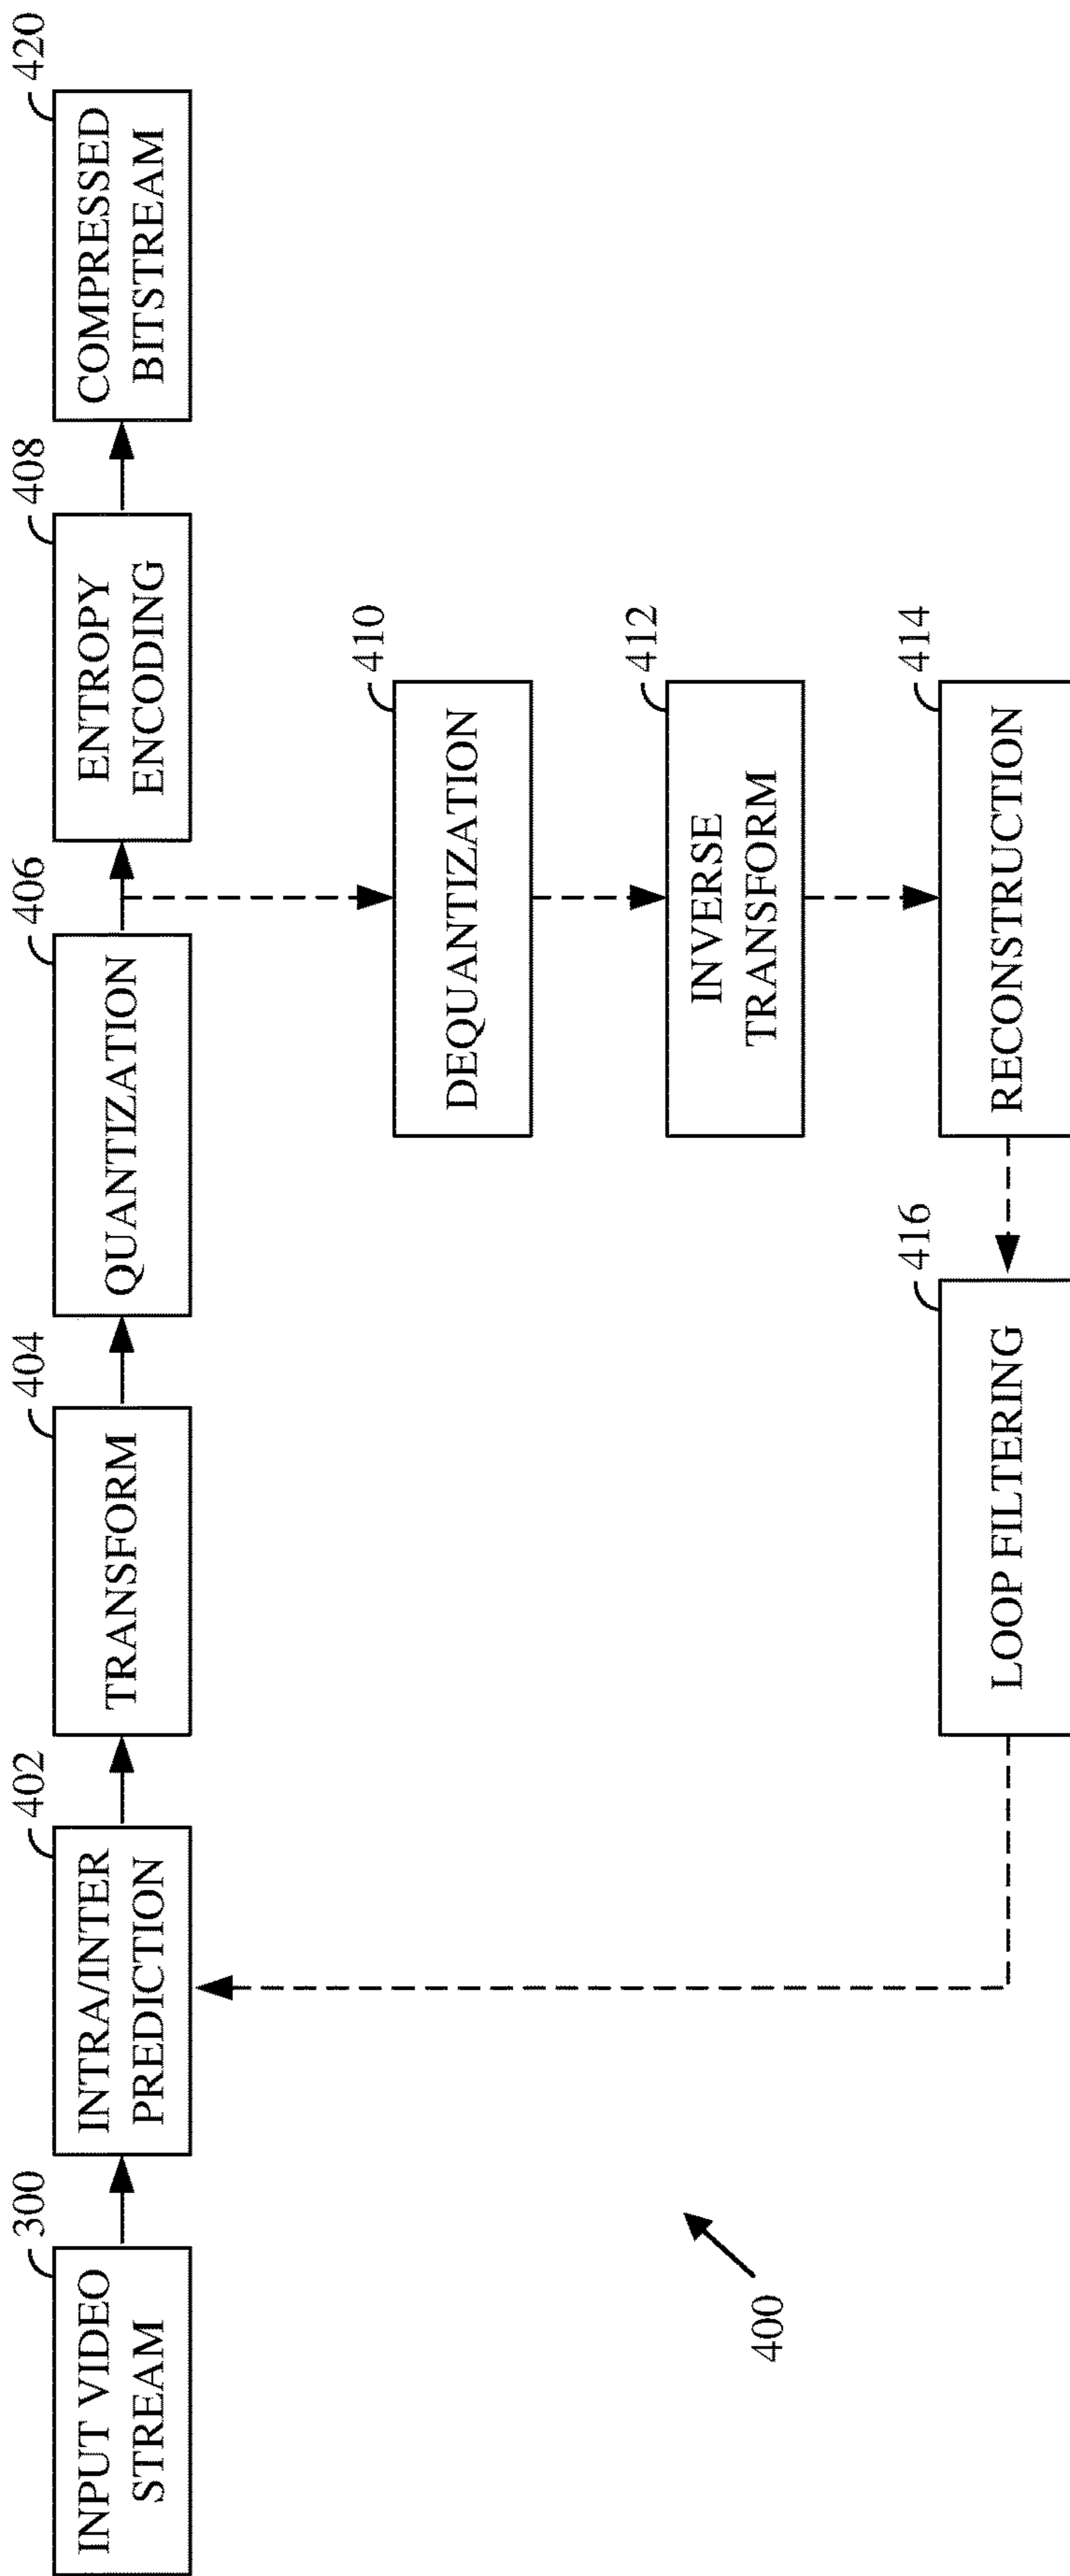 300
INPUT VIDEO
STREAM
402
INTRA/INTER
PREDICTION
404
TRANSFORM
406
QUANTIZATION
408
ENTROPY
ENCODING
420
COMPRESSED
BITSTREAM
410
DEQUANTIZATION
412
INVERSE
TRANSFORM
414
RECONSTRUCTION
416
LOOP FILTERING
400